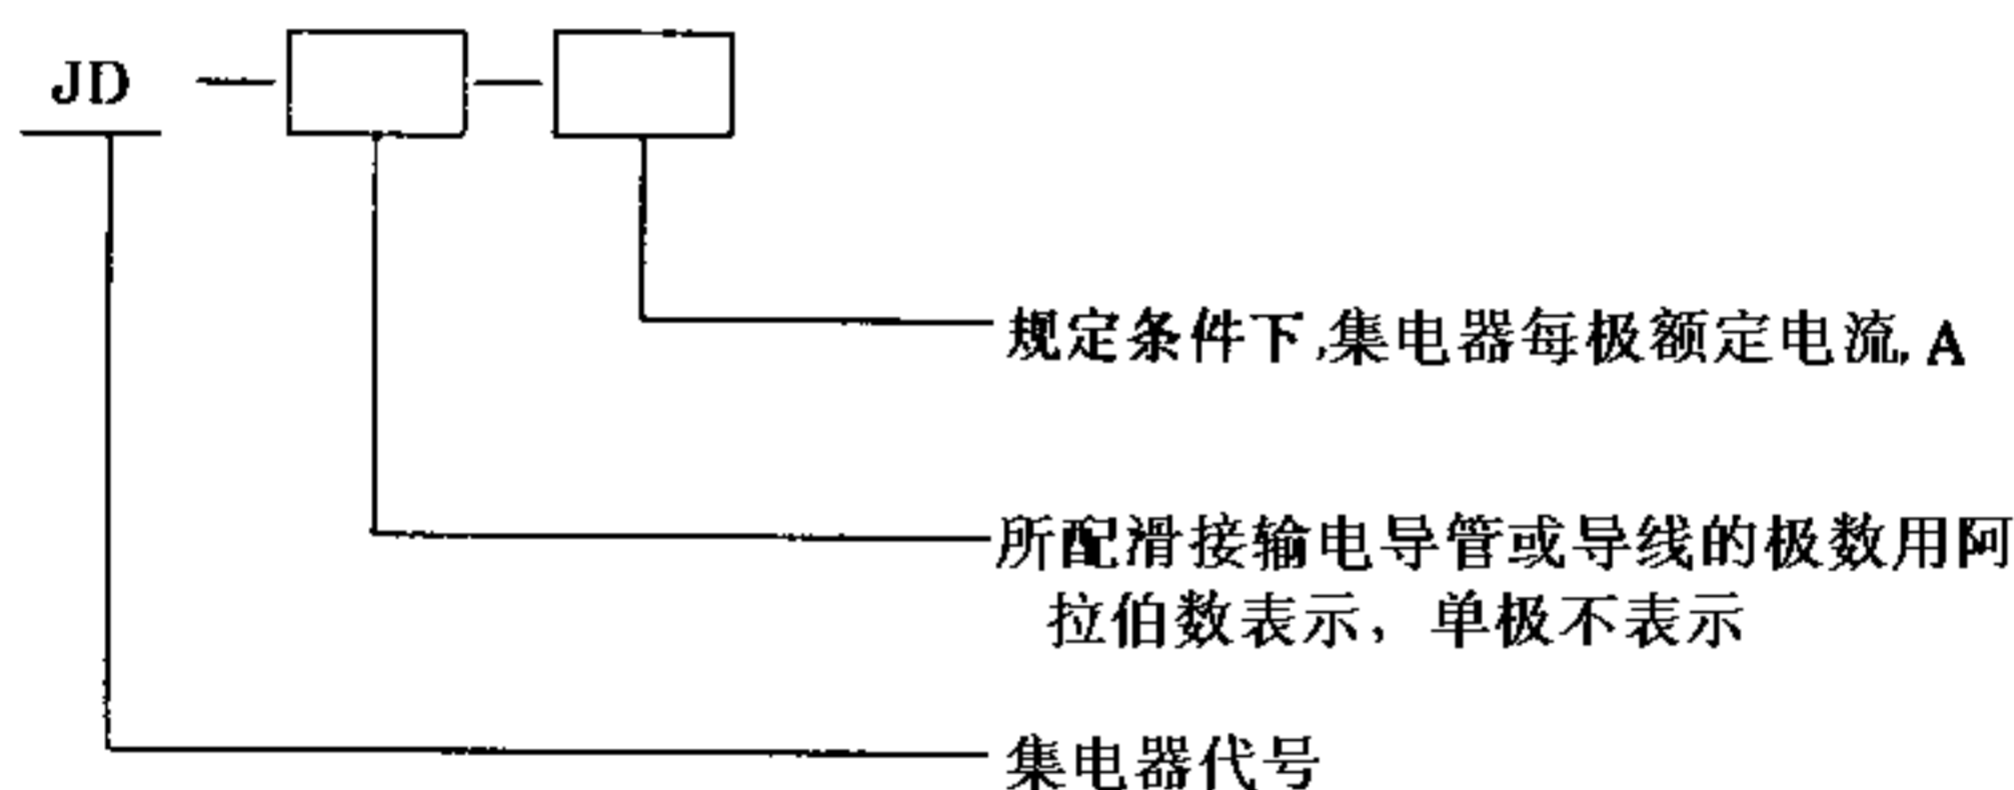 JD
规定条件下,集电器每极额定电流,A
所配滑接输电导管或导线的极数用阿
拉伯数表示，单极不表示
集电器代号